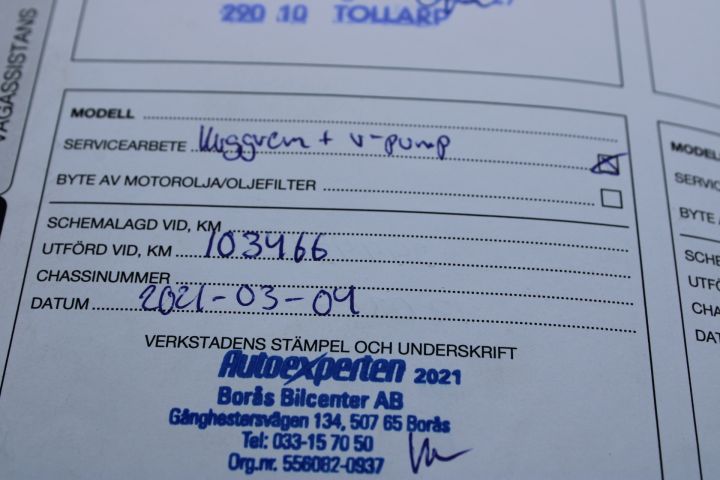 VÄGASSISTANS
290 10 TOLLARP
MODELL
SERVICEARBETE Kuggrem + v-pump
BYTE AV MOTOROLJA/OLJEFILTER
SCHEMALAGD VID, KM
UTFÖRD VID, KM 103466
CHASSINUMMER
DATUM 2021-03-04
VERKSTADENS STÄMPEL OCH UNDERSKRIFT
Autoexperten 2021
Borås Bilcenter AB
Gånghestersvägen 134, 507 65 Borås
Tel: 033-15 70 50
Org.nr. 556082-0937
MODEL
SERVIC
BYTE A
SCHE
UTFÖ
CHA
DAT